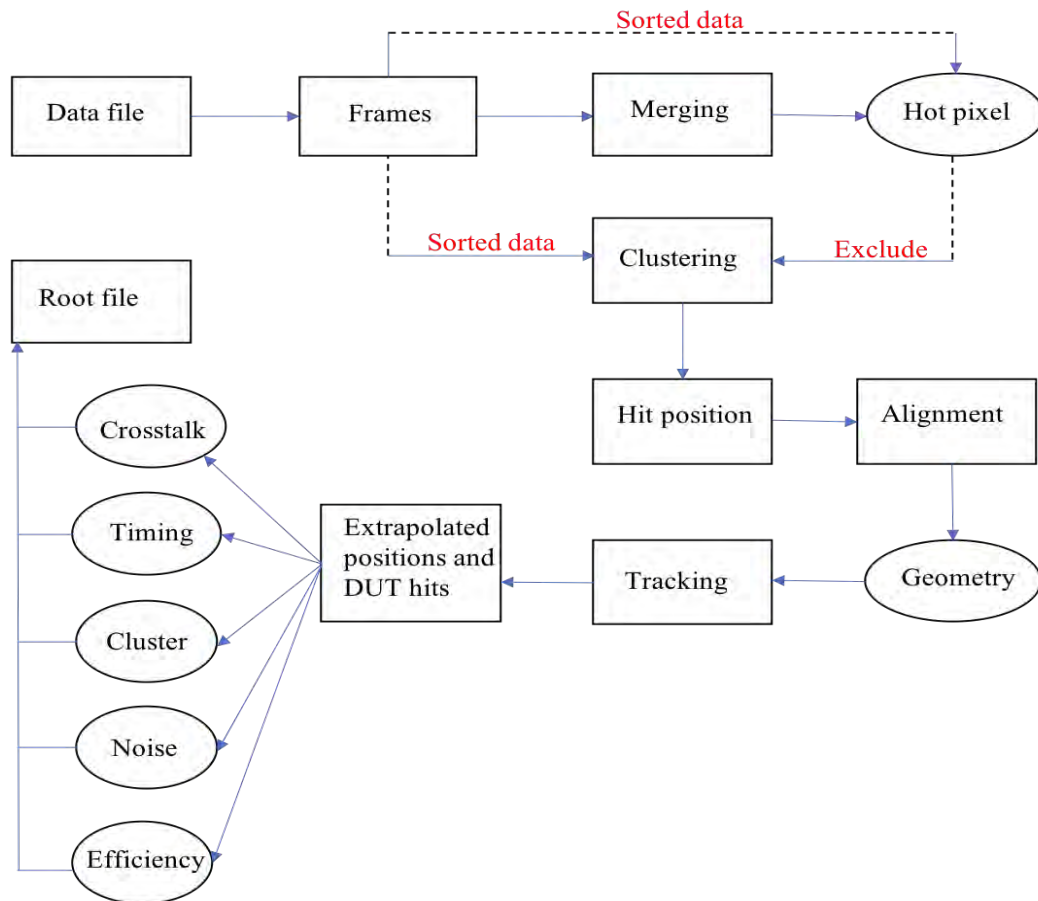 Sorted data
Data file
Frames
Merging
Hot pixel
Sorted data
Clustering
Exclude
Root file
Hit position
Alignment
Crosstalk
Timing
Extrapolated
positions and
DUT hits
Tracking
Geometry
Cluster
Noise
Efficiency